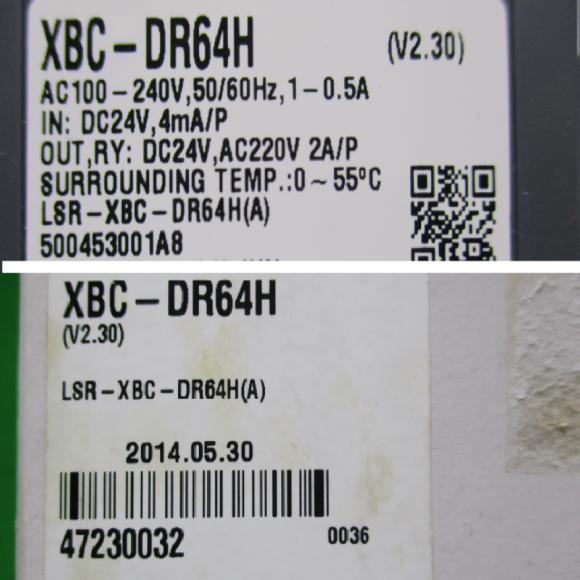 XBC-DR64H (V2.30)
AC100-240V,50/60Hz,1-0.5A
IN: DC24V,4mA/P
OUT,RY: DC24V,AC220V 2A/P
SURROUNDING TEMP.:0~55ºC
LSR-XBC-DR64H(A)
500453001A8
XBC-DR64H
(V2.30)
LSR-XBC-DR64H(A)
2014.05.30
47230032
0036